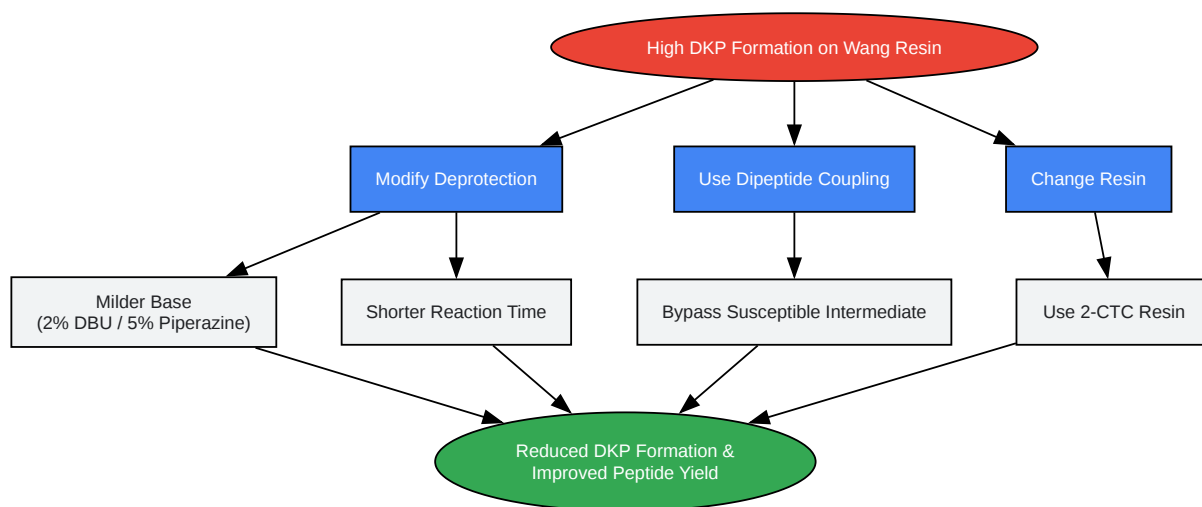 High DKP Formation on Wang Resin
Modify Deprotection
Use Dipeptide Coupling
Change Resin
Milder Base
(2% DBU / 5% Piperazine)
Shorter Reaction Time
Bypass Susceptible Intermediate
Use 2-CTC Resin
Reduced DKP Formation &
Improved Peptide Yield